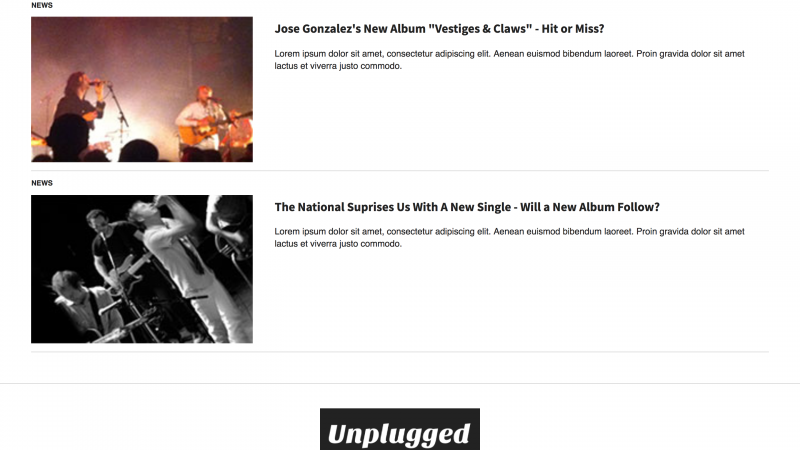 NEWS
Jose Gonzalez's New Album "Vestiges & Claws" - Hit or Miss?
Lorem ipsum dolor sit amet, consectetur adipiscing elit. Aenean euismod bibendum laoreet. Proin gravida dolor sit amet
lactus et viverra justo commodo.
NEWS
The National Suprises Us With A New Single - Will a New Album Follow?
Lorem ipsum dolor sit amet, consectetur adipiscing elit. Aenean euismod bibendum laoreet. Proin gravida dolor sit amet
lactus et viverra justo commodo.
Unplugged